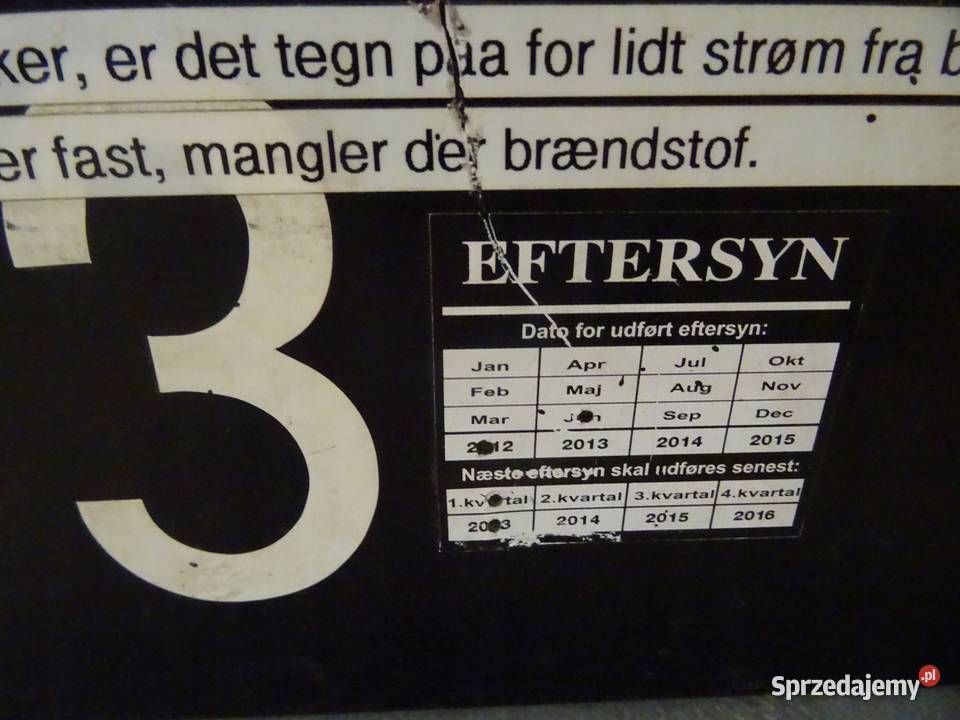 ker, er det tegn paa for lidt strøm fra b
er fast, mangler der brændstof.
3
EFTERSYN
Dato for udført eftersyn:
Jan Apr Jul Okt
Feb Maj Aug Nov
Mar Jun Sep Dec
2012 2013 2014 2015
Næste eftersyn skal udføres senest:
1.kvartal 2.kvartal 3.kvartal 4.kvartal
2013 2014 2015 2016
Sprzedajemy.pl